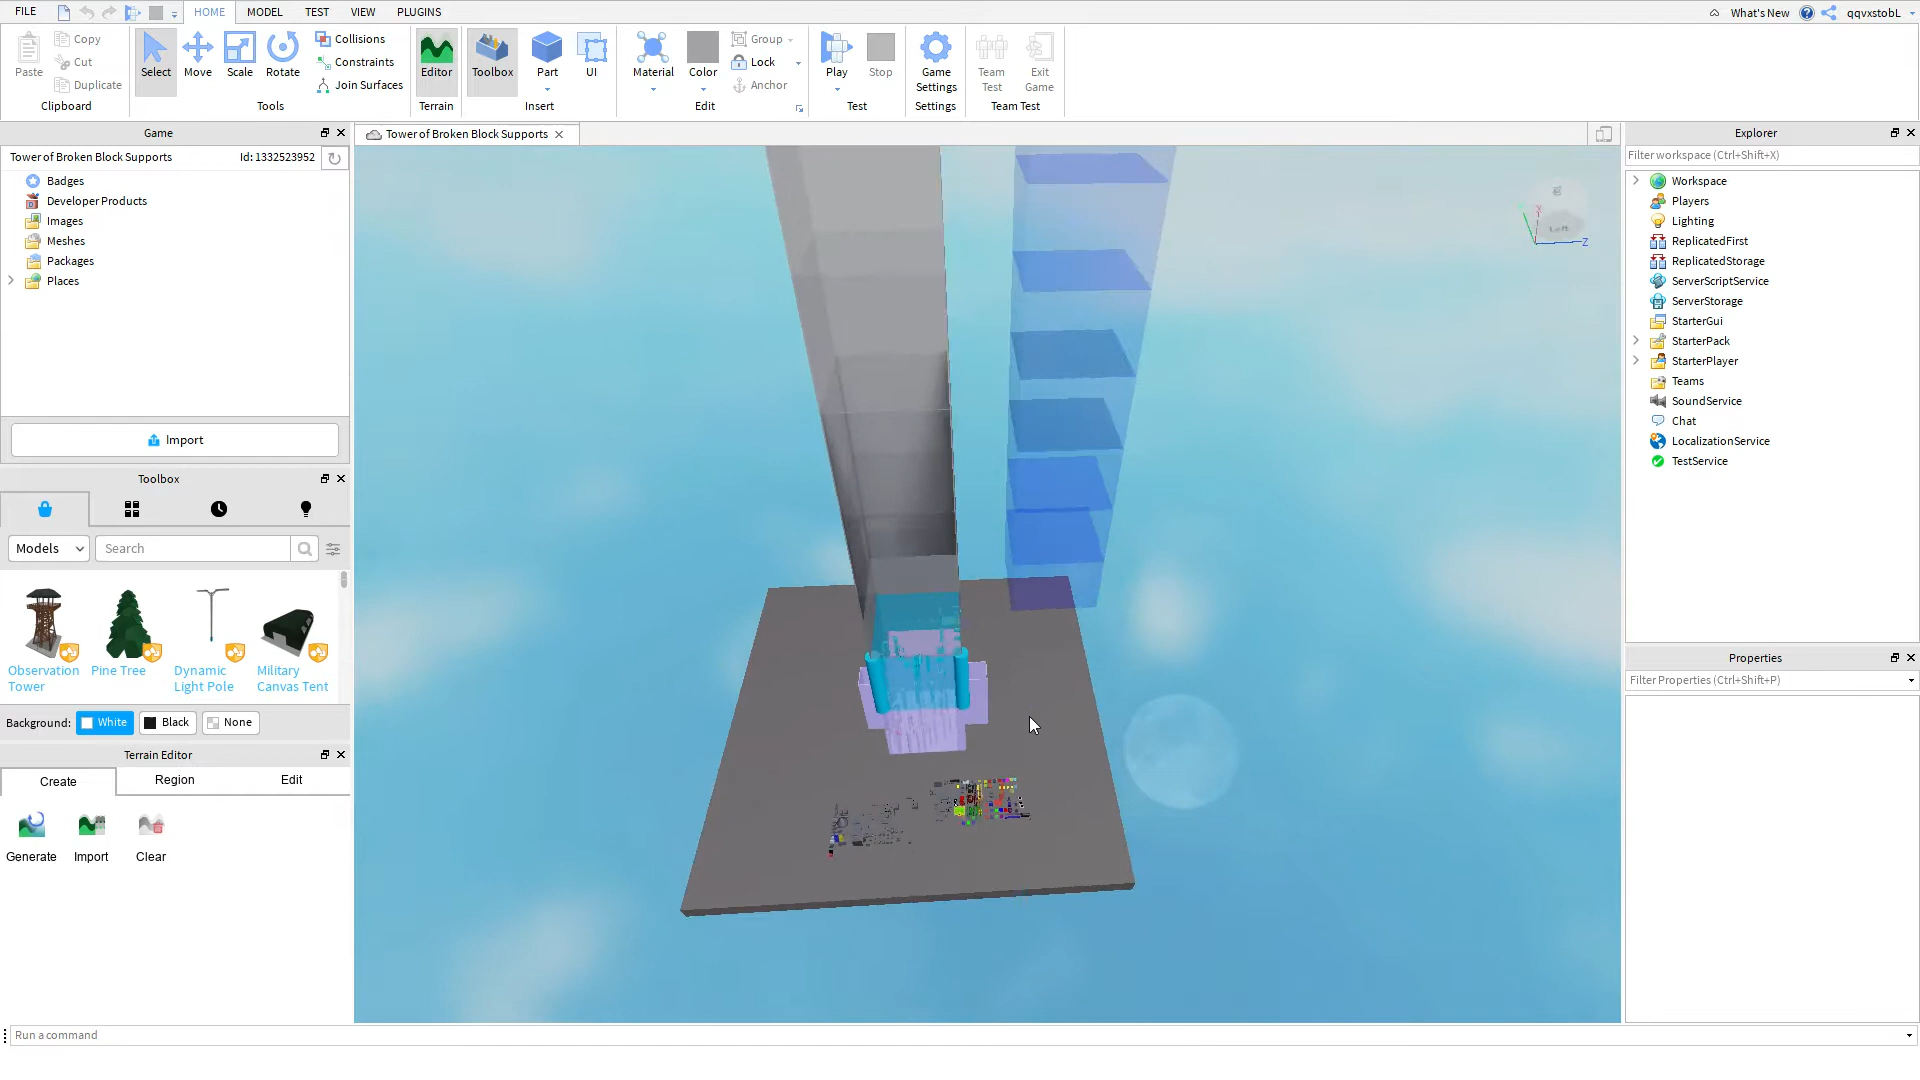 FILE HOME MODEL TEST VIEW PLUGINS What's New qqvxstobL
Paste Copy Cut Duplicate Clipboard
Select Move Scale Rotate Collisions Constraints Join Surfaces Tools
Editor Terrain
Toolbox Part UI Insert
Material Color Group Lock Anchor Edit
Play Stop Test
Game Settings Settings
Team Test Exit Game Team Test
Game
Tower of Broken Block Supports Id: 1332523952
Badges
Developer Products
Images
Meshes
Packages
Places
Import
Toolbox
Models Search
Observation Tower
Pine Tree
Dynamic Light Pole
Military Canvas Tent
Background: White Black None
Terrain Editor
Create Region Edit
Generate Import Clear
Tower of Broken Block Supports
Left
Z
Explorer
Filter workspace (Ctrl+Shift+X)
Workspace
Players
Lighting
ReplicatedFirst
ReplicatedStorage
ServerScriptService
ServerStorage
StarterGui
StarterPack
StarterPlayer
Teams
SoundService
Chat
LocalizationService
TestService
Properties
Filter Properties (Ctrl+Shift+P)
Run a command